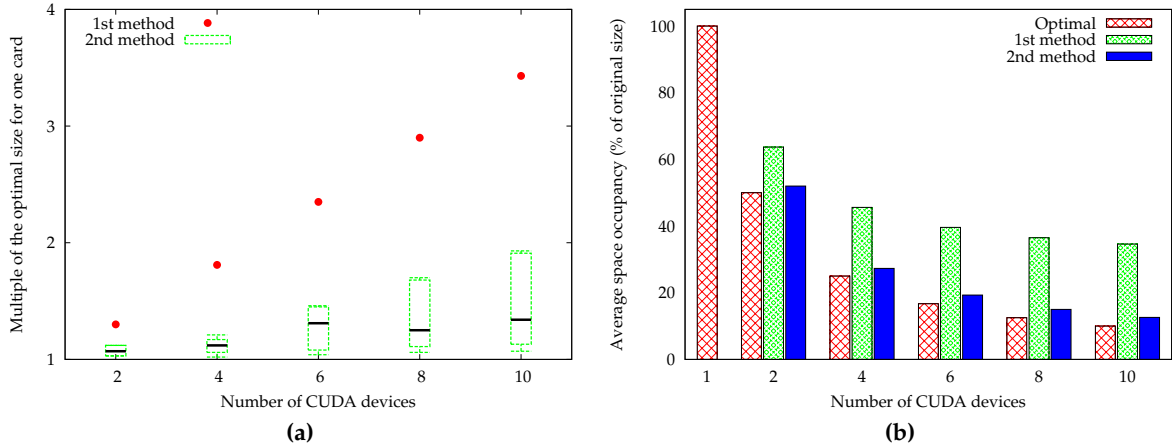 4
3
2
1
2
4
6
8
10
Multiple of the optimal size for one card
Number of CUDA devices
1st method
2nd method
(a)
100
80
60
40
20
0
1
2
4
6
8
10
Average space occupancy (% of original size)
Number of CUDA devices
Optimal
1st method
2nd method
(b)